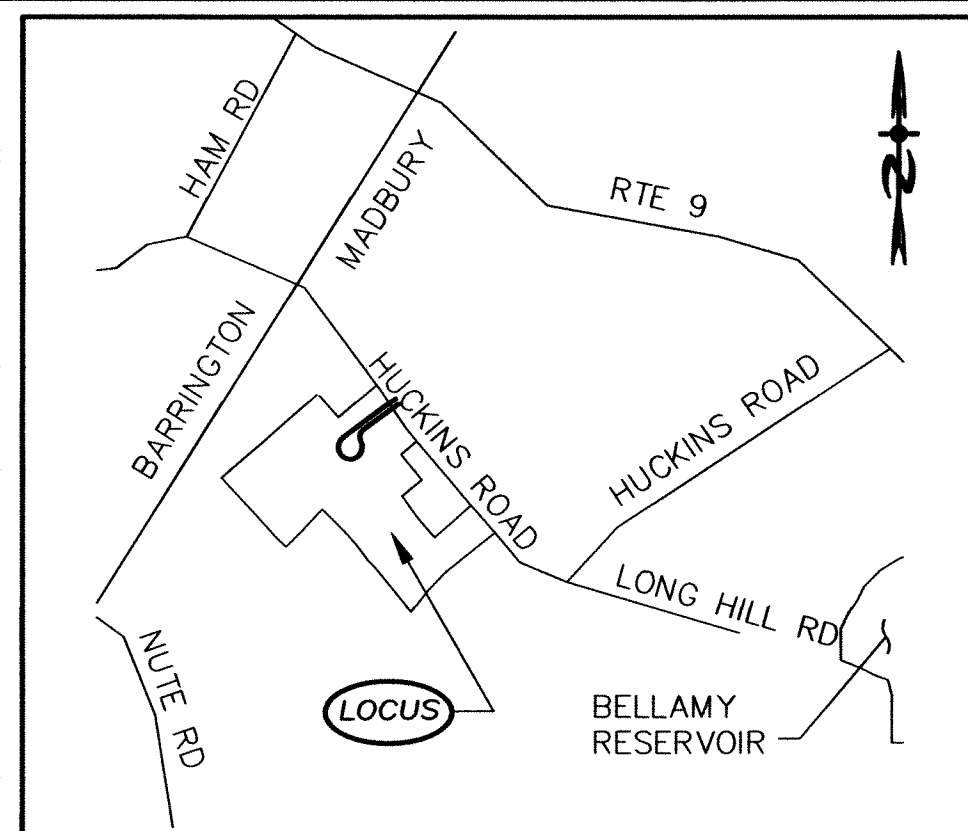 HAM RD
MADBURY
RTE 9
N
BARRINGTON
HUCKINS ROAD
HUCKINS ROAD
LONG HILL RD
NUTE RD
LOCUS
BELLAMY
RESERVOIR